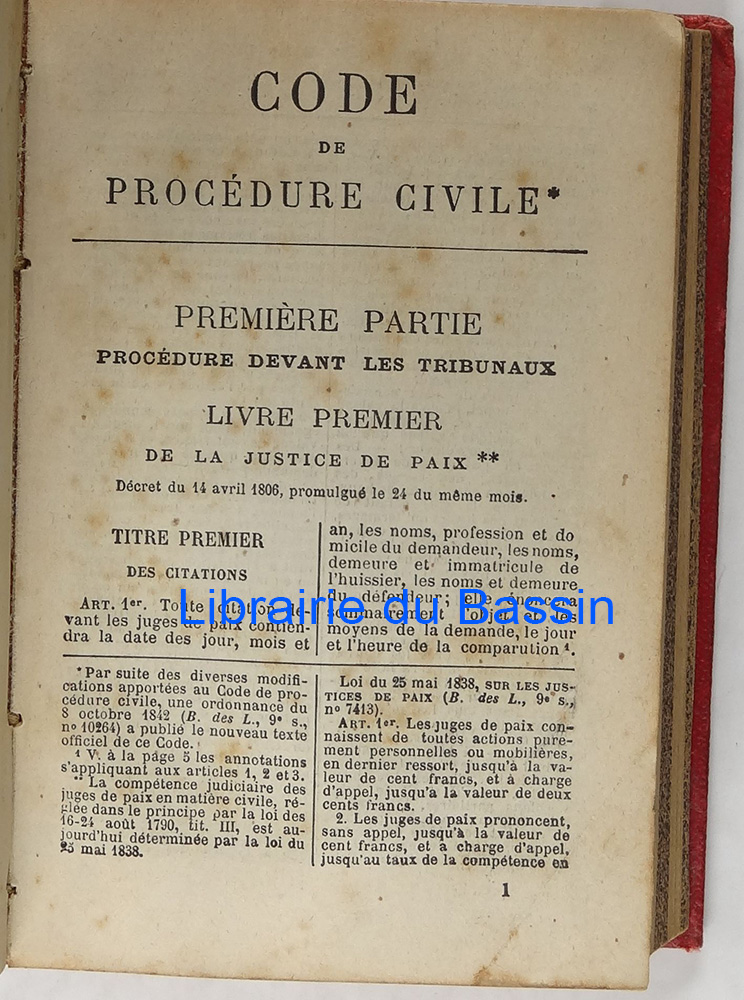 CODE
DE
PROCÉDURE CIVILE*
PREMIÈRE PARTIE
PROCÉDURE DEVANT LES TRIBUNAUX
LIVRE PREMIER
DE LA JUSTICE DE PAIX **
Décret du 14 avril 1806, promulgué le 24 du même mois.
TITRE PREMIER
DES CITATIONS
ART. 1er. Toute citation de-
vant les juges de paix contien-
dra la date des jour, mois et
an, les noms, profession et do
micile du demandeur, les noms,
demeure et immatricule de
l'huissier, les noms et demeure
du défendeur; elle énoncera
sommairement l'objet et les
moyens de la demande, le jour
et l'heure de la comparution 1.
Librairie du Bassin
* Par suite des diverses modifi-
cations apportées au Code de pro-
cédure civile, une ordonnance du
8 octobre 1842 (B. des L., 9e s.,
no 10264) a publié le nouveau texte
officiel de ce Code.
1 V. à la page 5 les annotations
s'appliquant aux articles 1, 2 et 3.
** La compétence judiciaire des
juges de paix en matière civile, ré-
glée dans le principe par la loi des
16-24 août 1790, tit. III, est au-
jourd'hui déterminée par la loi du
25 mai 1838.
Loi du 25 mai 1838, SUR LES JUS-
TICES DE PAIX (B. des L., 9e s.,
no 7413).
ART. 1er. Les juges de paix con-
naissent de toutes actions pure-
ment personnelles ou mobilières,
en dernier ressort, jusqu'à la va-
leur de cent francs, et à charge
d'appel, jusqu'à la valeur de deux
cents francs.
2. Les juges de paix prononcent,
sans appel, jusqu'à la valeur de
cent francs, et à charge d'appel,
jusqu'au taux de la compétence en
1